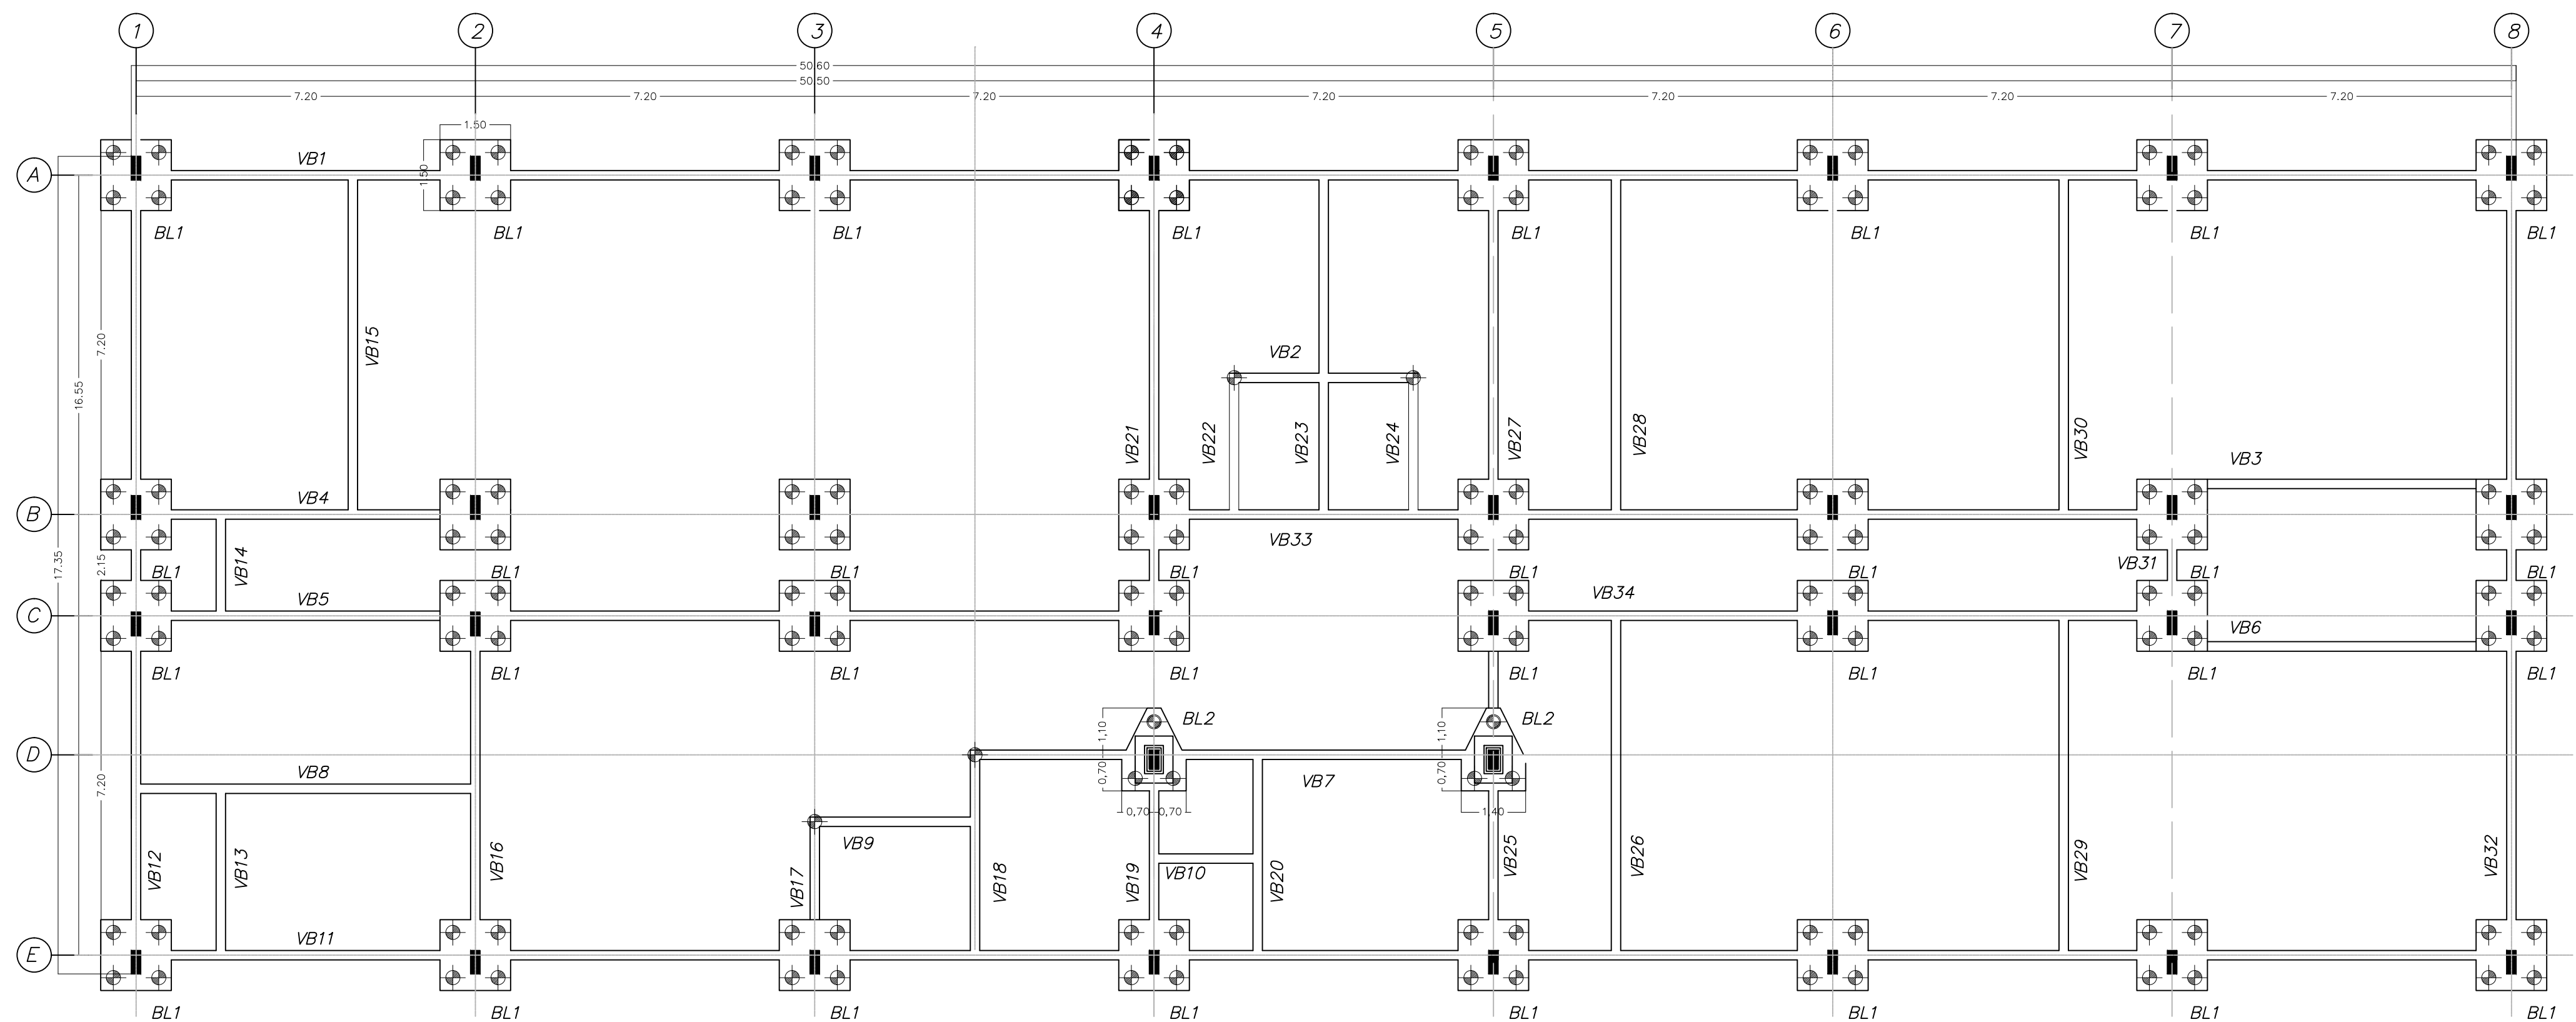 1 2 3 4 5 6 7 8
50.60
50.50
7.20 7.20 7.20 7.20 7.20 7.20 7.20
1.50
VB1
1.50
A
BL1 BL1 BL1 BL1 BL1 BL1 BL1 BL1
7.20
VB15
VB2
16.55
VB21 VB22 VB23 VB24 VB27 VB28 VB30
VB3
VB4
B
VB33
17.35
2.15
VB14
VB31
BL1 BL1 BL1 BL1 BL1 BL1 BL1 BL1
VB5
VB34
C
VB6
BL1 BL1 BL1 BL1 BL1 BL1 BL1 BL1
BL2 BL2
1,10 1,10
D
0,70 0,70
7.20
VB8
VB7
0,70 0,70
1,40
VB9
VB12 VB13 VB16 VB17 VB18 VB19 VB10 VB20 VB25 VB26 VB29 VB32
VB11
E
BL1 BL1 BL1 BL1 BL1 BL1 BL1 BL1